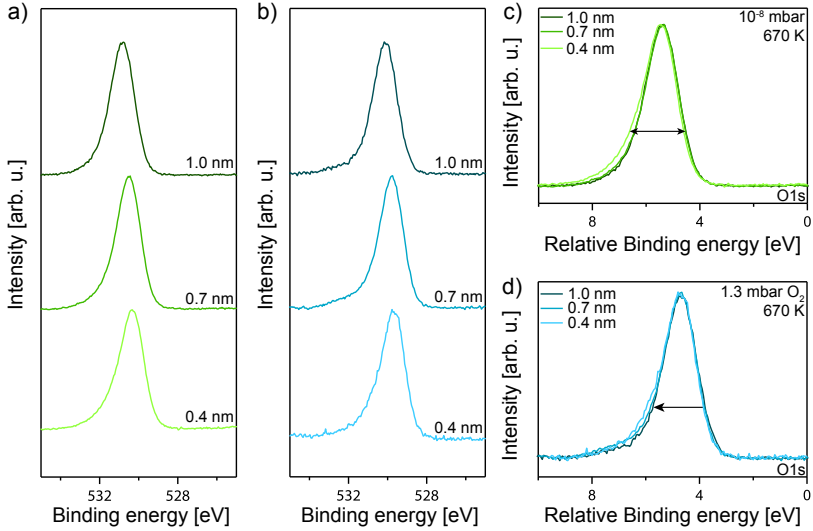 a)
Intensity [arb. u.]
1.0 nm
0.7 nm
0.4 nm
532
528
Binding energy [eV]
b)
Intensity [arb. u.]
1.0 nm
0.7 nm
0.4 nm
532
528
Binding energy [eV]
c)
1.0 nm
0.7 nm
0.4 nm
10⁻⁸ mbar
670 K
Intensity [arb. u.]
O1s
8
4
0
Relative Binding energy [eV]
d)
1.0 nm
0.7 nm
0.4 nm
1.3 mbar O₂
670 K
Intensity [arb. u.]
O1s
8
4
0
Relative Binding energy [eV]